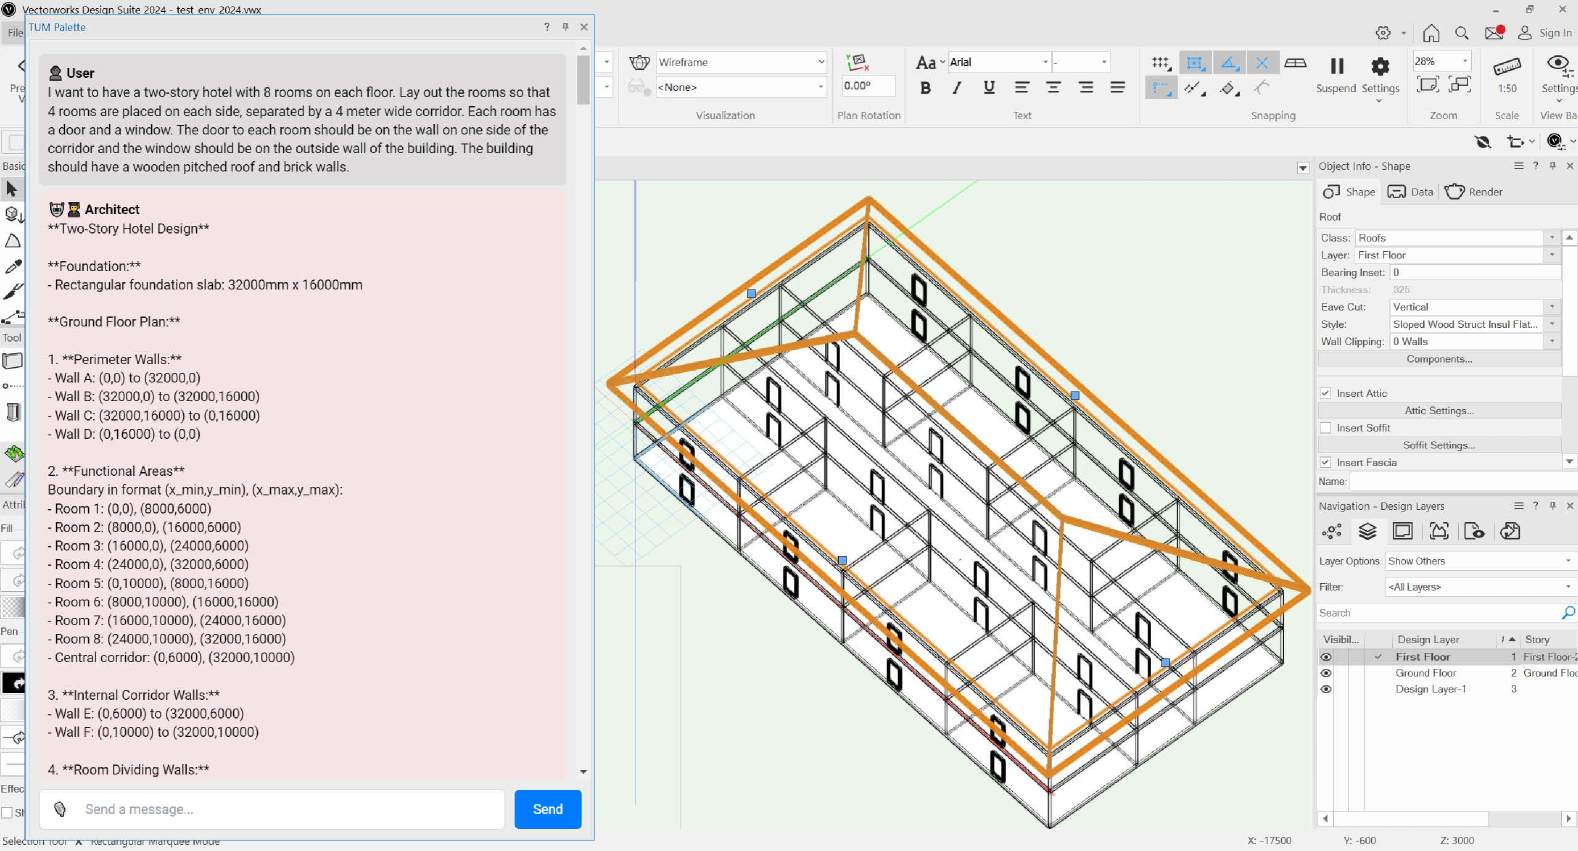 Vectorworks Design Suite 2024 - test_env_2024.vwx
TUM Palette
?
File
User
I want to have a two-story hotel with 8 rooms on each floor. Lay out the rooms so that
4 rooms are placed on each side, separated by a 4 meter wide corridor. Each room has
a door and a window. The door to each room should be on the wall on one side of the
corridor and the window should be on the outside wall of the building. The building
should have a wooden pitched roof and brick walls.
Architect
**Two-Story Hotel Design**
**Foundation:**
- Rectangular foundation slab: 32000mm x 16000mm
**Ground Floor Plan:**
1. **Perimeter Walls:**
- Wall A: (0,0) to (32000,0)
- Wall B: (32000,0) to (32000,16000)
- Wall C: (32000,16000) to (0,16000)
- Wall D: (0,16000) to (0,0)
2. **Functional Areas**
Boundary in format (x_min,y_min), (x_max,y_max):
- Room 1: (0,0), (8000,6000)
- Room 2: (8000,0), (16000,6000)
- Room 3: (16000,0), (24000,6000)
- Room 4: (24000,0), (32000,6000)
- Room 5: (0,10000), (8000,16000)
- Room 6: (8000,10000), (16000,16000)
- Room 7: (16000,10000), (24000,16000)
- Room 8: (24000,10000), (32000,16000)
- Central corridor: (0,6000), (32000,10000)
3. **Internal Corridor Walls:**
- Wall E: (0,6000) to (32000,6000)
- Wall F: (0,10000) to (32000,10000)
4. **Room Dividing Walls:**
Send a message...
Send
Pre
V
Basic
Tool
Attri
Fill
Pen
Effec
Sh
Selection Tool X Rectangular Marquee Mode
Sign In
Wireframe
<None>
Visualization
0.00°
Plan Rotation
Aa Arial -
B I U
Text
Suspend Settings
Snapping
28%
Zoom
1:50
Scale
Settings
View Ba
Object Info - Shape
?
Shape Data Render
Roof
Class: Roofs
Layer: First Floor
Bearing Inset: 0
Thickness: 325
Eave Cut: Vertical
Style: Sloped Wood Struct Insul Flat...
Wall Clipping: 0 Walls
Components...
Insert Attic
Attic Settings...
Insert Soffit
Soffit Settings...
Insert Fascia
Name:
Navigation - Design Layers
?
Layer Options: Show Others
Filter: <All Layers>
Search
Visibil... Design Layer # Story
First Floor 1 First Floor-2
Ground Floor 2 Ground Floo
Design Layer-1 3
X: -17500 Y: -600 Z: 3000